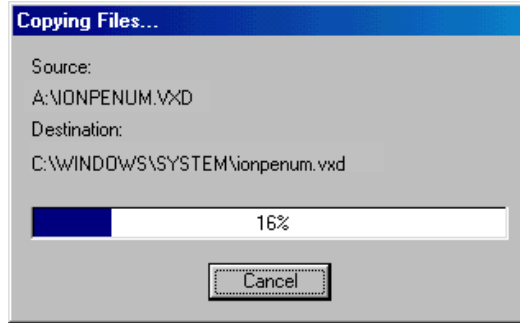 Copying Files...
Source:
A:\IONPENUM.VXD
Destination:
C:\WINDOWS\SYSTEM\ionpenum.vxd
16%
Cancel